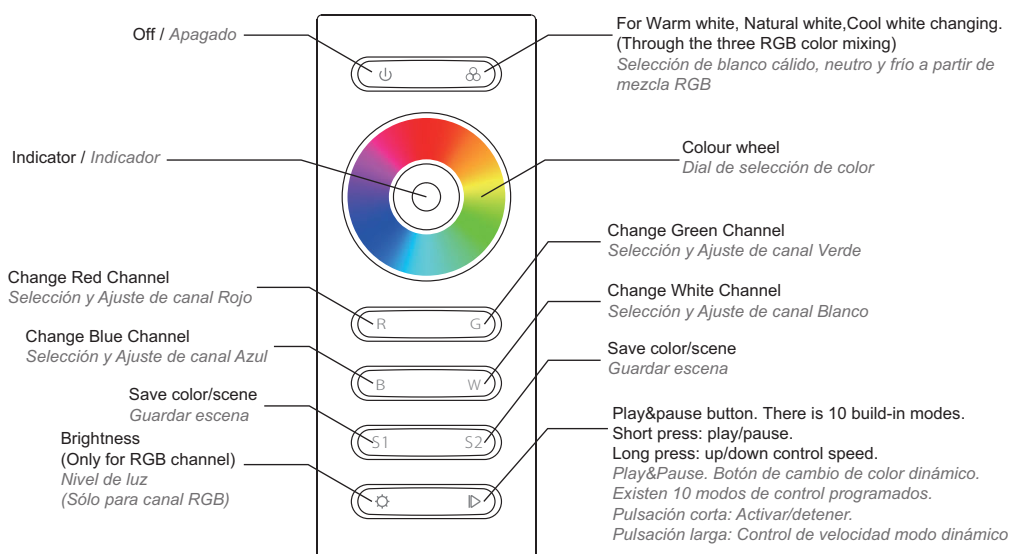 Off / Apagado
For Warm white, Natural white,Cool white changing.
(Through the three RGB color mixing)
Selección de blanco cálido, neutro y frío a partir de
mezcla RGB
Indicator / Indicador
Colour wheel
Dial de selección de color
Change Green Channel
Selección y Ajuste de canal Verde
Change Red Channel
Selección y Ajuste de canal Rojo
R G
Change White Channel
Selección y Ajuste de canal Blanco
Change Blue Channel
Selección y Ajuste de canal Azul
B W
Save color/scene
Guardar escena
Save color/scene
Guardar escena
S1 S2
Brightness
(Only for RGB channel)
Nivel de luz
(Sólo para canal RGB)
Play&pause button. There is 10 build-in modes.
Short press: play/pause.
Long press: up/down control speed.
Play&Pause. Botón de cambio de color dinámico.
Existen 10 modos de control programados.
Pulsación corta: Activar/detener.
Pulsación larga: Control de velocidad modo dinámico